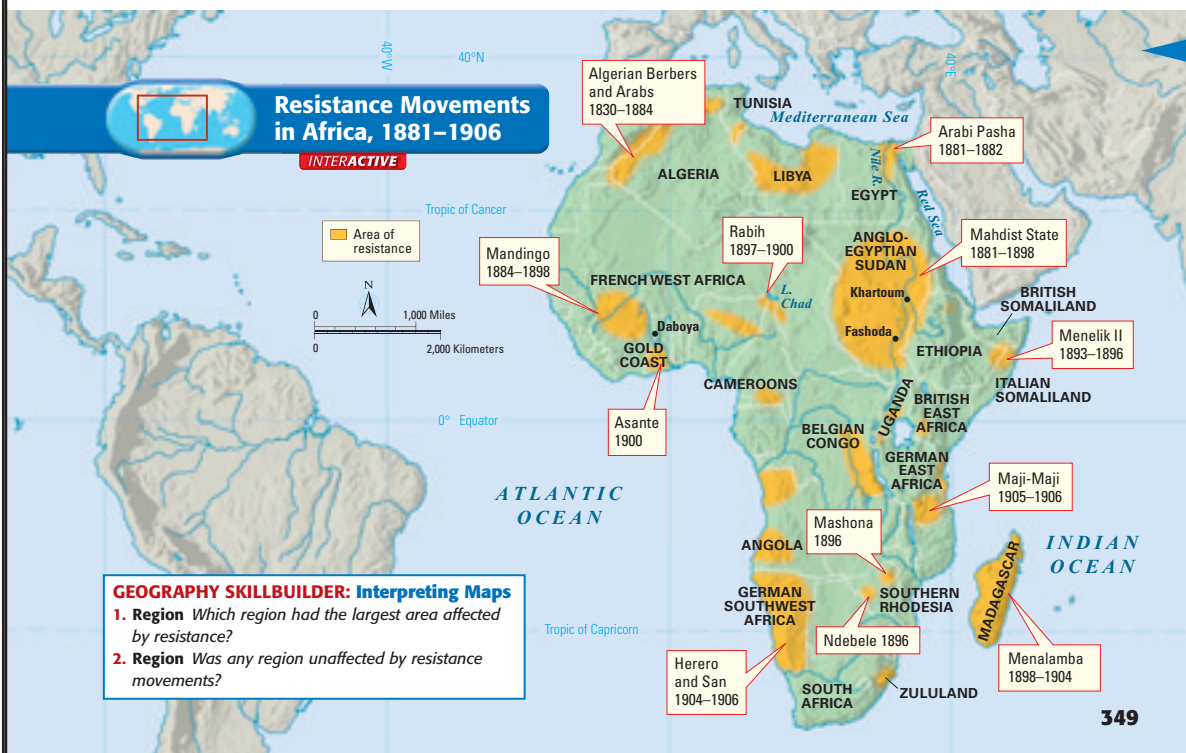 Resistance Movements
in Africa, 1881–1906
INTERACTIVE
40°W
40°N
40°E
Algerian Berbers
and Arabs
1830–1884
TUNISIA
Mediterranean Sea
Arabi Pasha
1881–1882
ALGERIA
LIBYA
Nile R.
EGYPT
Red Sea
Tropic of Cancer
Area of
resistance
Rabih
1897–1900
ANGLO-
EGYPTIAN
SUDAN
Mahdist State
1881–1898
Mandingo
1884–1898
FRENCH WEST AFRICA
L.
Chad
Khartoum
BRITISH
SOMALILAND
N
0
1,000 Miles
0
2,000 Kilometers
Daboya
Fashoda
Menelik II
1893–1896
GOLD
COAST
ETHIOPIA
CAMEROONS
ITALIAN
SOMALILAND
UGANDA
BRITISH
EAST
AFRICA
0° Equator
Asante
1900
BELGIAN
CONGO
GERMAN
EAST
AFRICA
Maji-Maji
1905–1906
ATLANTIC
OCEAN
Mashona
1896
ANGOLA
INDIAN
OCEAN
MADAGASCAR
GERMAN
SOUTHWEST
AFRICA
SOUTHERN
RHODESIA
Tropic of Capricorn
Ndebele 1896
Herero
and San
1904–1906
Menalamba
1898–1904
SOUTH
AFRICA
ZULULAND
GEOGRAPHY SKILLBUILDER: Interpreting Maps
1. Region Which region had the largest area affected
by resistance?
2. Region Was any region unaffected by resistance
movements?
349